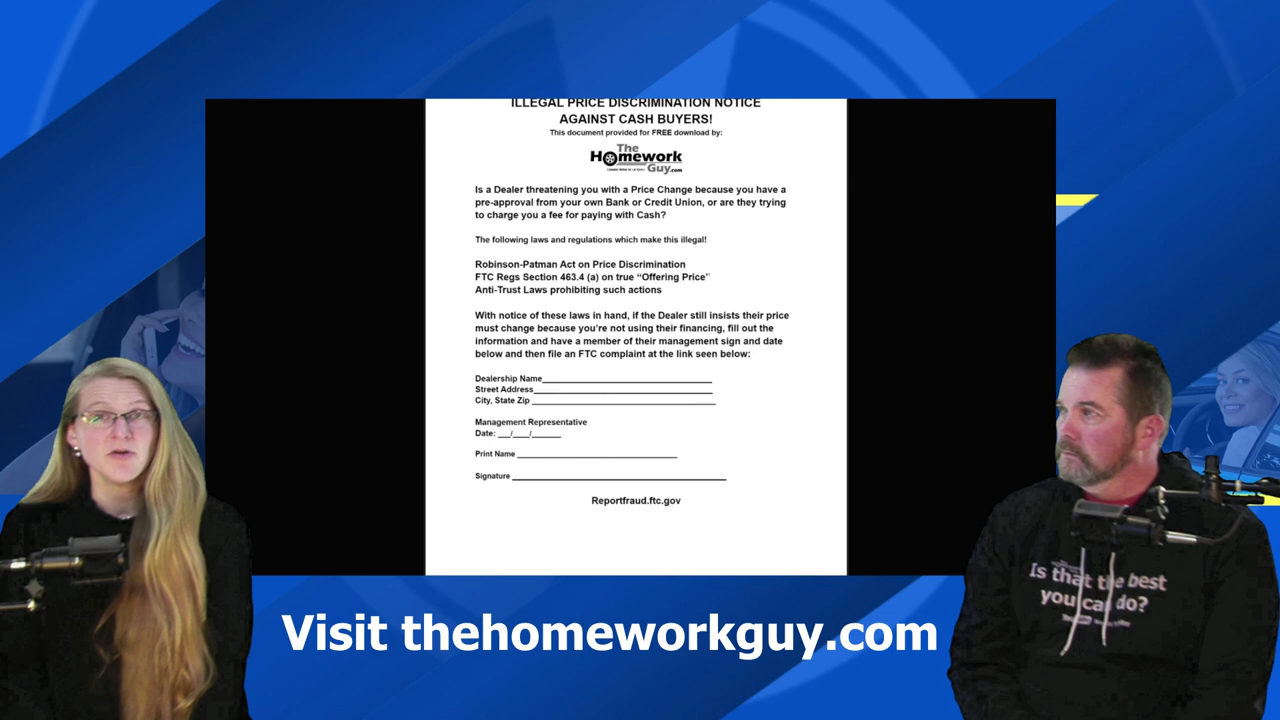 ILLEGAL PRICE DISCRIMINATION NOTICE
AGAINST CASH BUYERS!
This document provided for FREE download by:
The
Homework
Guy.com
Is a Dealer threatening you with a Price Change because you have a
pre-approval from your own Bank or Credit Union, or are they trying
to charge you a fee for paying with Cash?
The following laws and regulations which make this illegal!
Robinson-Patman Act on Price Discrimination
FTC Regs Section 463.4 (a) on true “Offering Price”
Anti-Trust Laws prohibiting such actions
With notice of these laws in hand, if the Dealer still insists their price
must change because you’re not using their financing, fill out the
information and have a member of their management sign and date
below and then file an FTC complaint at the link seen below:
Dealership Name
Street Address
City, State Zip
Management Representative
Date: ___/____/_______
Print Name
Signature
Reportfraud.ftc.gov
Is that the best
you can do?
Visit thehomeworkguy.com